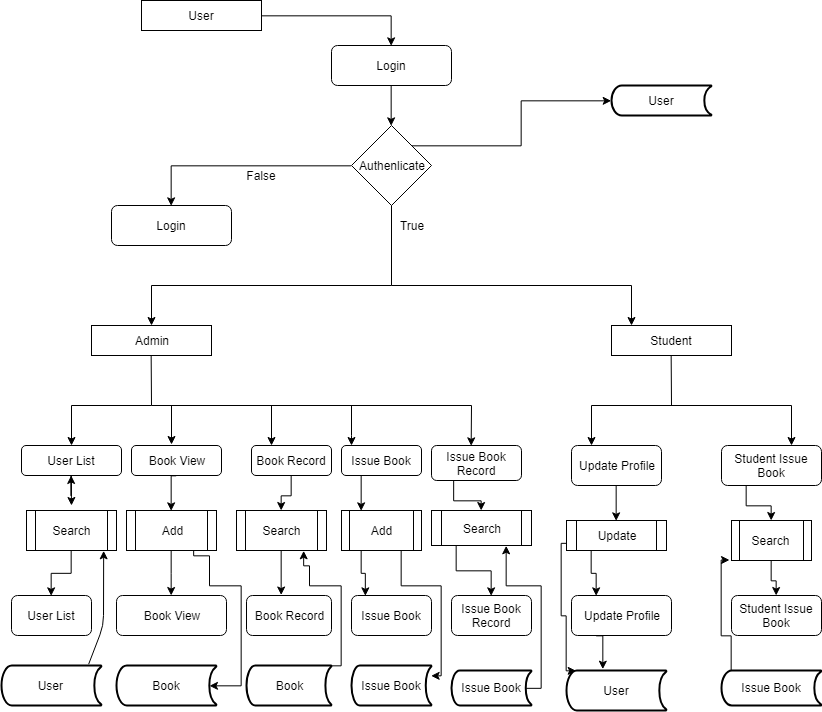 User
Login
User
Authenlicate
False
Login
True
Admin
Student
User List
Book View
Book Record
Issue Book
Issue Book
Record
Update Profile
Student Issue
Book
Search
Add
Search
Add
Search
Update
Search
User List
Book View
Book Record
Issue Book
Issue Book
Record
Update Profile
Student Issue
Book
User
Book
Book
Issue Book
Issue Book
User
Issue Book